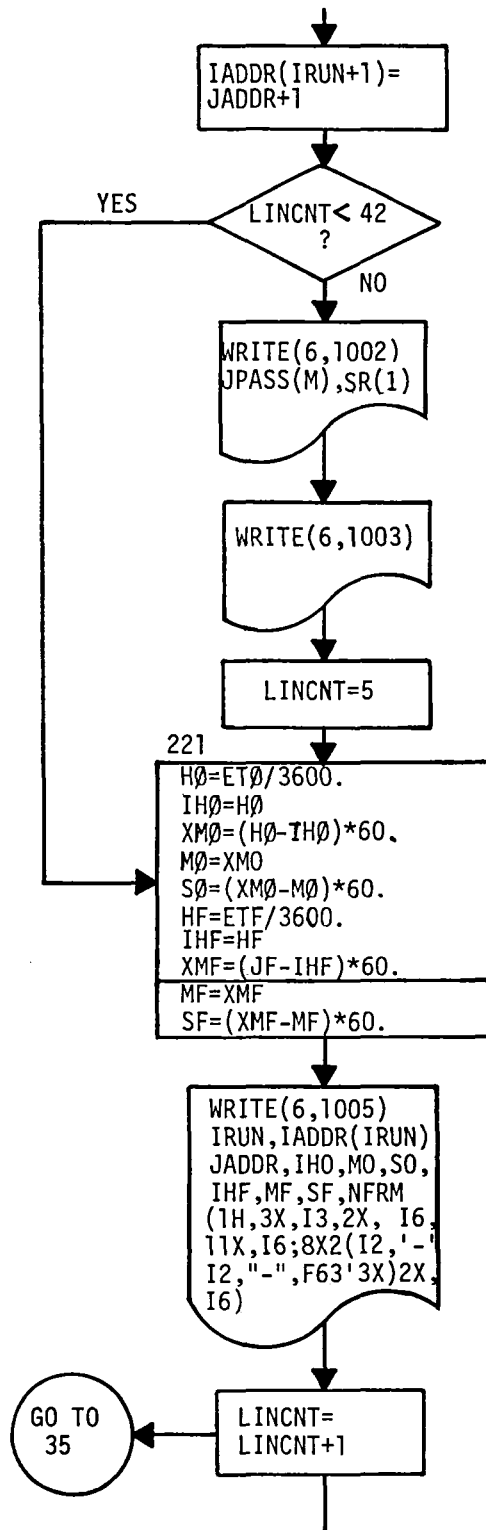 IADDR(IRUN+1)=
JADDR+1
YES
LINCNT< 42
?
NO
WRITE(6,1002)
JPASS(M),SR(1)
WRITE(6,1003)
LINCNT=5
221
HØ=ETØ/3600.
IHØ=HØ
XMØ=(HØ-IHØ)*60.
MØ=XMO
SØ=(XMØ-MØ)*60.
HF=ETF/3600.
IHF=HF
XMF=(JF-IHF)*60.
MF=XMF
SF=(XMF-MF)*60.
WRITE(6,1005)
IRUN,IADDR(IRUN)
JADDR,IHO,MO,SO,
IHF,MF,SF,NFRM
(1H,3X,I3,2X, I6,
11X,I6;8X2(I2,'-'
I2,"-",F63'3X)2X,
I6)
GO TO
35
LINCNT=
LINCNT+1